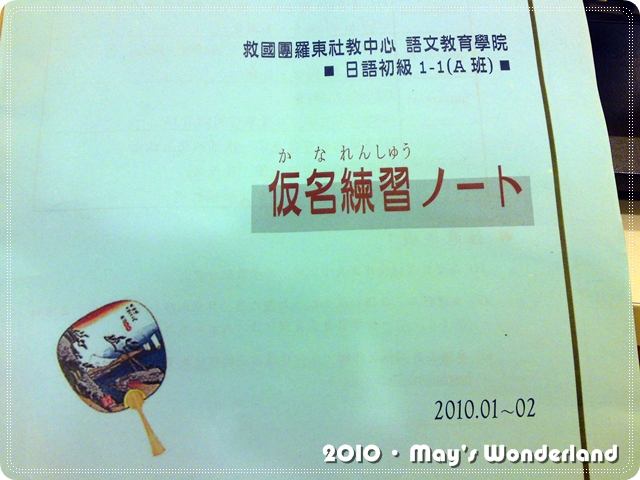 救國團羅東社教中心 語文教育學院
■ 日語初級 1-1(A 班) ■
か な れんしゅう
仮名練習ノート
2010.01~02
2010・May's Wonderland